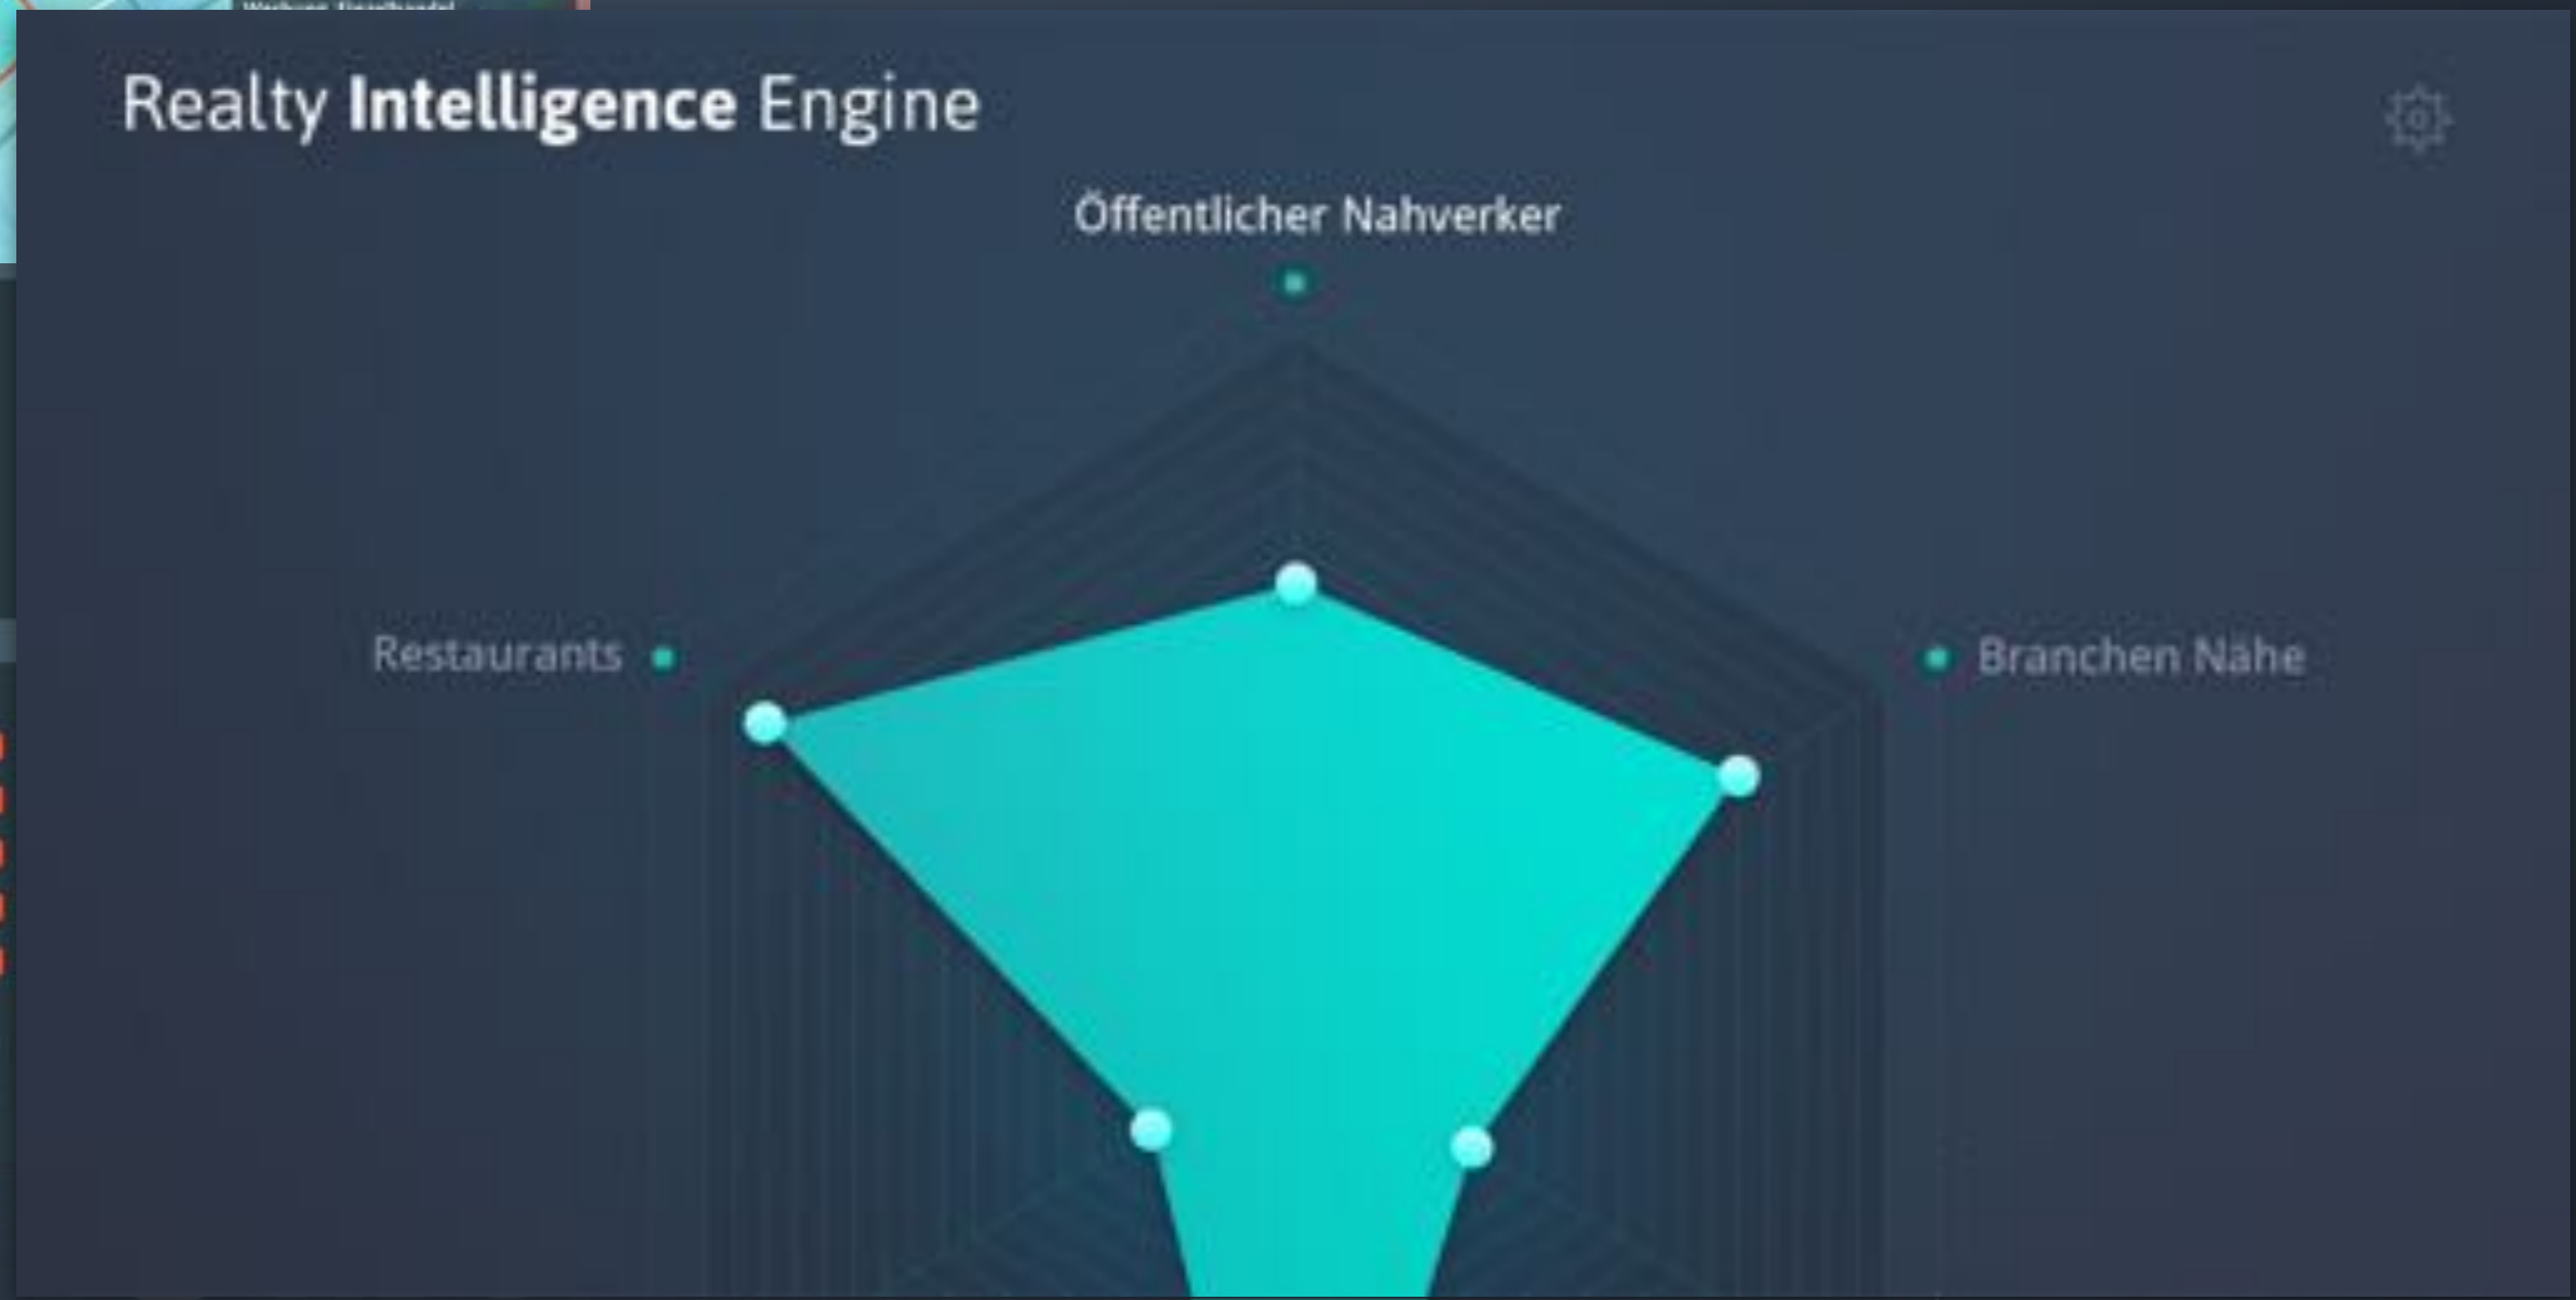 Realty Intelligence Engine
Öffentlicher Nahverker
Restaurants
Branchen Nähe